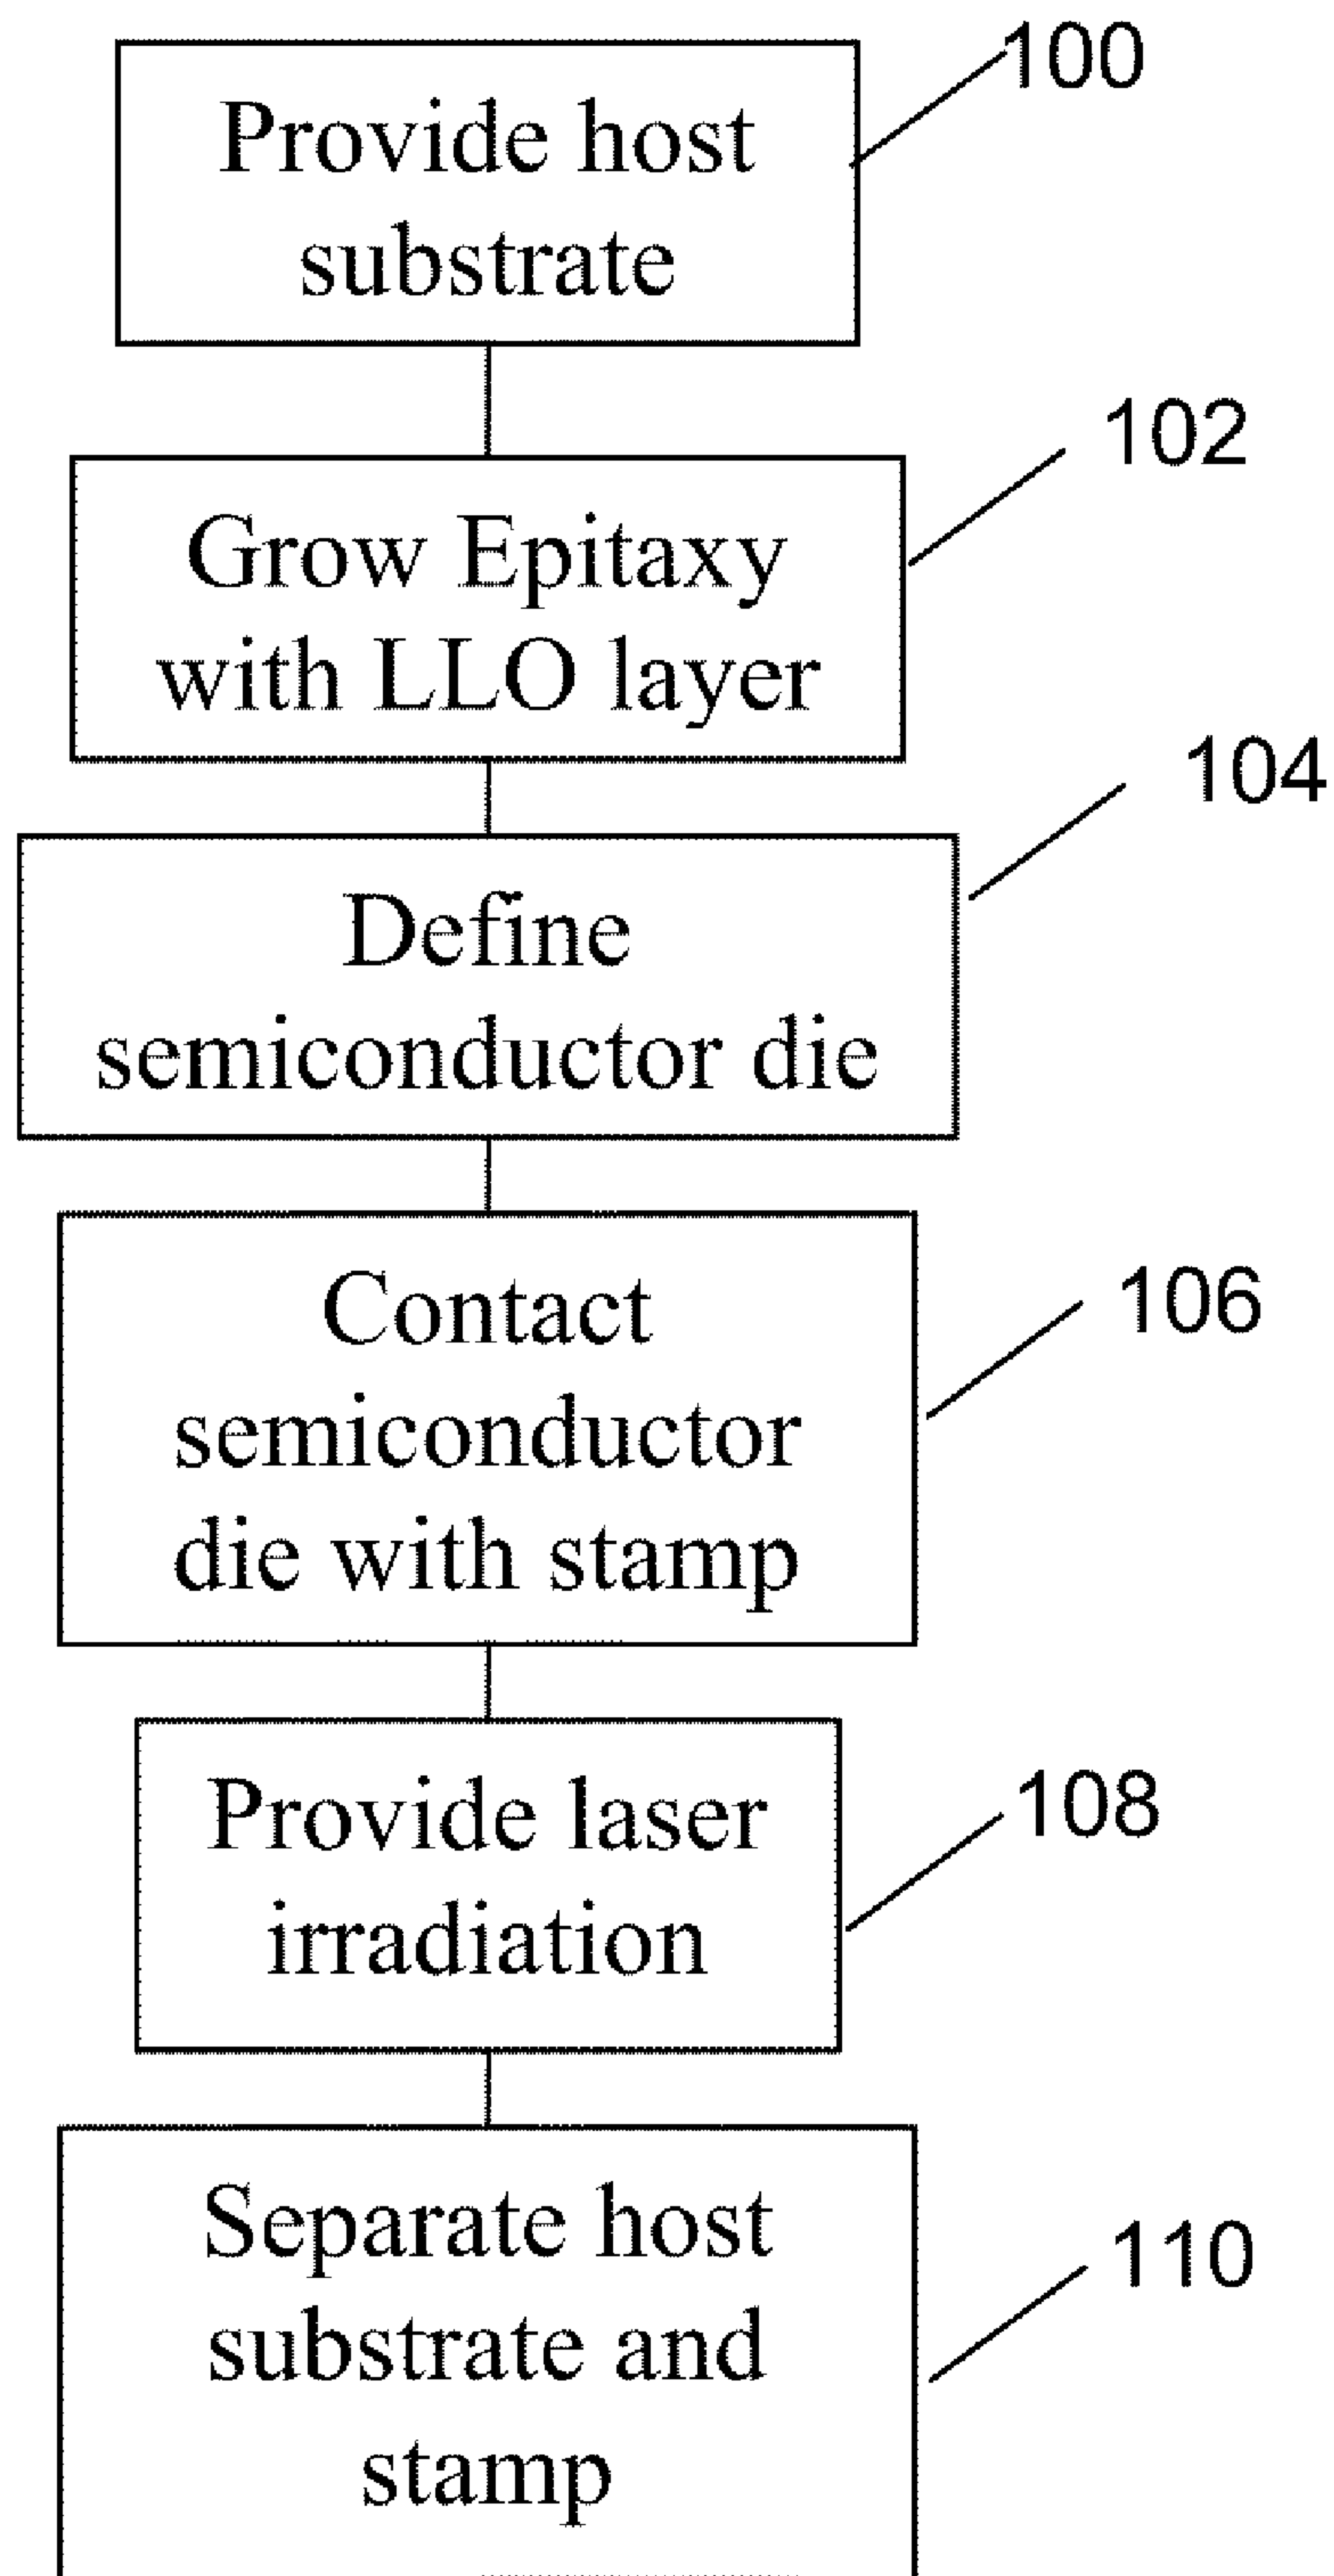 100
Provide host
substrate
102
Grow Epitaxy
with LLO layer
104
Define
semiconductor die
106
Contact
semiconductor
die with stamp
108
Provide laser
irradiation
110
Separate host
substrate and
stamp